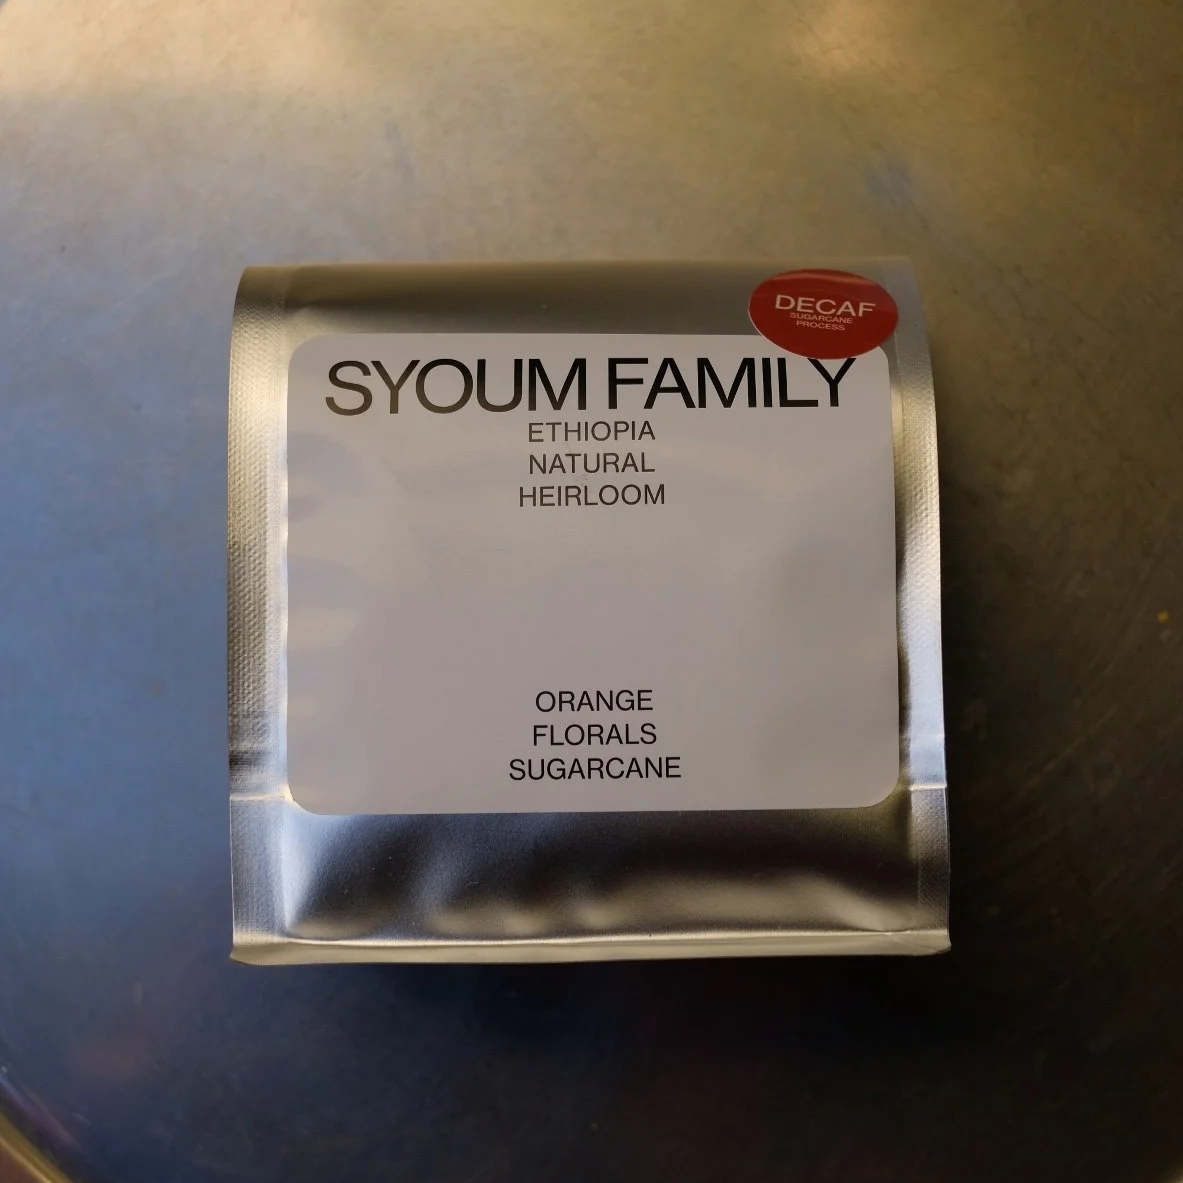 DECAF
SUGARCANE
PROCESS
SYOUM FAMILY
ETHIOPIA
NATURAL
HEIRLOOM
ORANGE
FLORALS
SUGARCANE